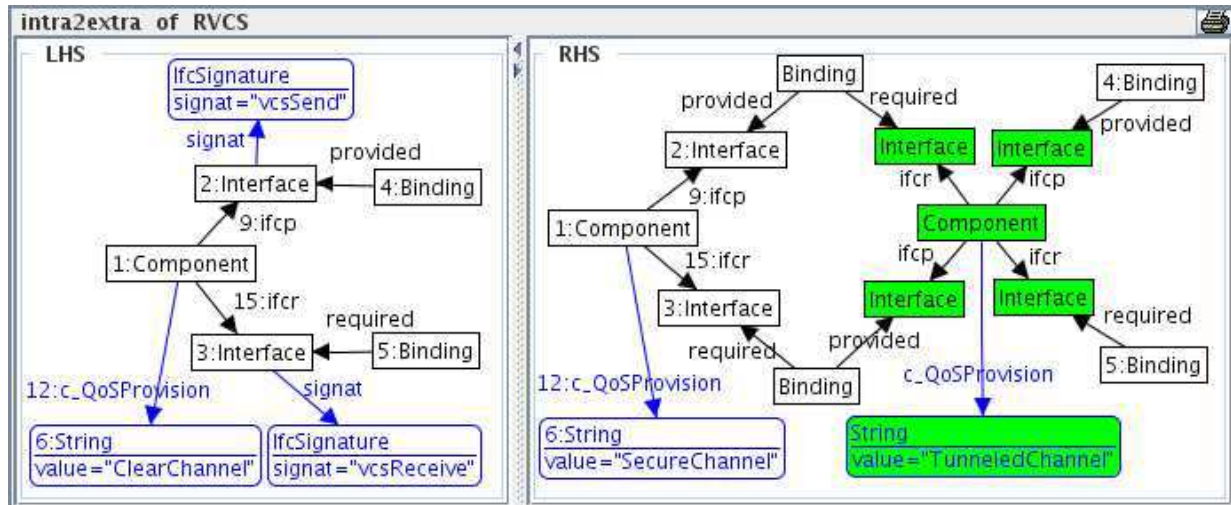 intra2extra of RVCS
LHS
IfcSignature
signat="vcsSend"
signat
provided
2:Interface
4:Binding
9:ifcp
1:Component
15:ifcr
required
3:Interface
5:Binding
12:c_QoSProvision
signat
6:String
value="ClearChannel"
IfcSignature
signat="vcsReceive"
RHS
Binding
4:Binding
provided
required
provided
2:Interface
Interface
Interface
9:ifcp
ifcr
ifcp
1:Component
Component
15:ifcr
ifcp
ifcr
3:Interface
Interface
Interface
required
provided
required
Binding
5:Binding
12:c_QoSProvision
c_QoSProvision
6:String
value="SecureChannel"
String
value="TunneledChannel"